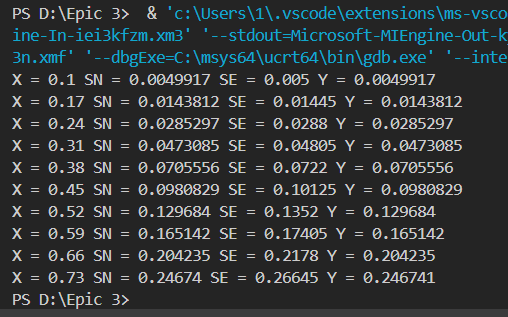 PS D:\Epic 3>  & 'c:\Users\1\.vscode\extensions\ms-vsco
ine-In-iei3kfzm.xm3' '--stdout=Microsoft-MIEngine-Out-k
3n.xmf' '--dbgExe=C:\msys64\ucrt64\bin\gdb.exe' '--inte
X = 0.1 SN = 0.0049917 SE = 0.005 Y = 0.0049917
X = 0.17 SN = 0.0143812 SE = 0.01445 Y = 0.0143812
X = 0.24 SN = 0.0285297 SE = 0.0288 Y = 0.0285297
X = 0.31 SN = 0.0473085 SE = 0.04805 Y = 0.0473085
X = 0.38 SN = 0.0705556 SE = 0.0722 Y = 0.0705556
X = 0.45 SN = 0.0980829 SE = 0.10125 Y = 0.0980829
X = 0.52 SN = 0.129684 SE = 0.1352 Y = 0.129684
X = 0.59 SN = 0.165142 SE = 0.17405 Y = 0.165142
X = 0.66 SN = 0.204235 SE = 0.2178 Y = 0.204235
X = 0.73 SN = 0.24674 SE = 0.26645 Y = 0.246741
PS D:\Epic 3>